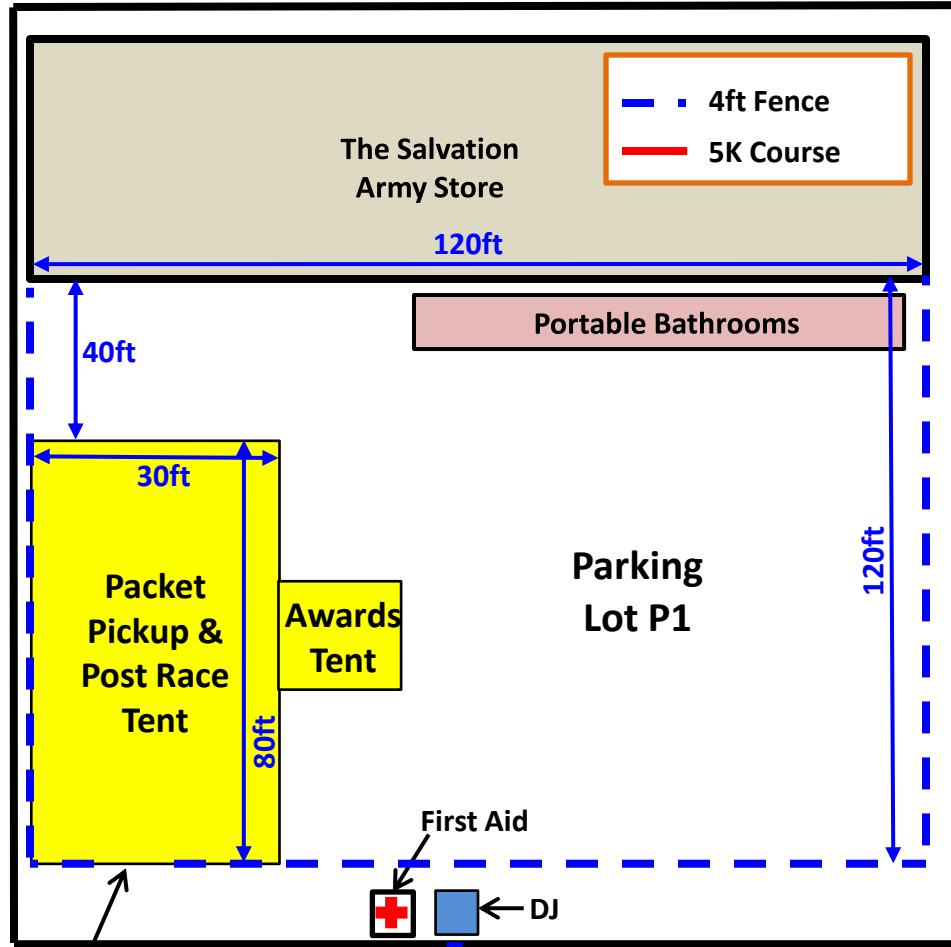 4ft Fence
5K Course
The Salvation
Army Store
120ft
Portable Bathrooms
40ft
30ft
120ft
Parking
Lot P1
Packet
Pickup &
Post Race
Tent
Awards
Tent
80ft
First Aid
DJ